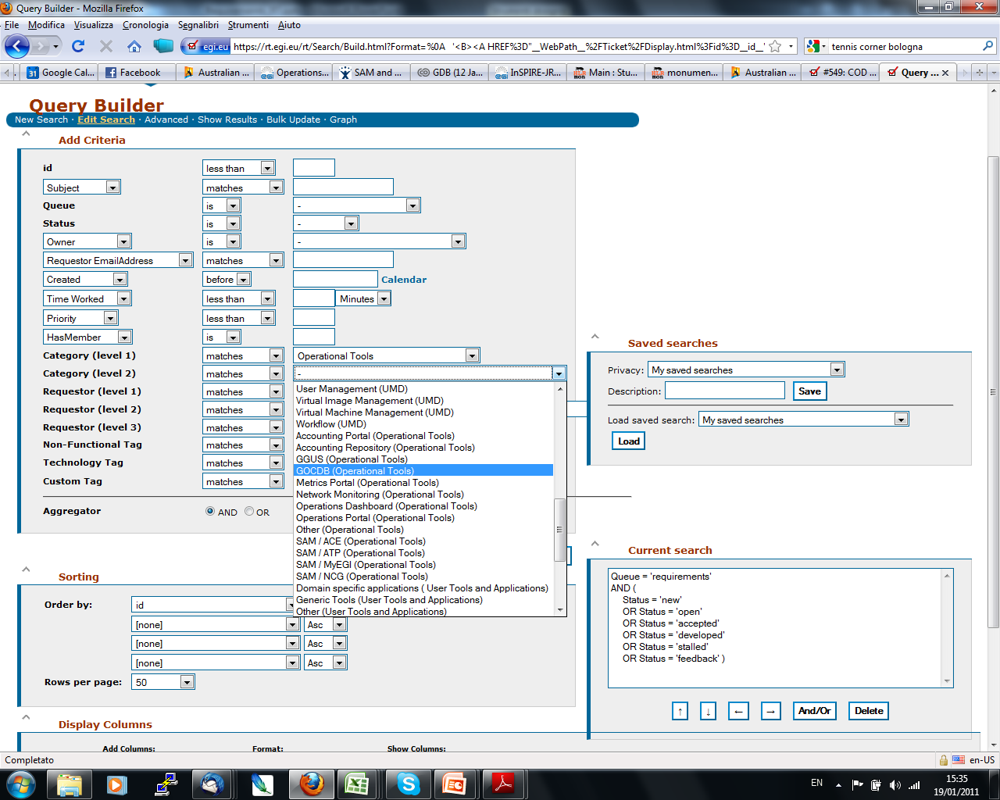 Query Builder - Mozilla Firefox
File Modifica Visualizza Cronologia Segnalibri Strumenti Aiuto
egi.eu https://rt.egi.eu/rt/Search/Build.html?Format=%0A '<B><A HREF%3D"__WebPath__%2FTicket%2FDisplay.html%3Fid%3D__id__" tennis corner bologna
31 Google Cal... Facebook Australian ... Operations... SAM and ... GDB (12 Ja... InSPIRE-JR... Main : Stu... monumen... Australian ... #549: COD ... Query ...
Query Builder
New Search · Edit Search · Advanced · Show Results · Bulk Update · Graph
Add Criteria
id less than
Subject matches
Queue is -
Status is -
Owner is -
Requestor EmailAddress matches
Created before Calendar
Time Worked less than Minutes
Priority less than
HasMember is
Category (level 1) matches Operational Tools
Category (level 2) matches -
Requestor (level 1) matches
Requestor (level 2) matches
Requestor (level 3) matches
Non-Functional Tag matches
Technology Tag matches
Custom Tag matches
Aggregator AND OR
User Management (UMD)
Virtual Image Management (UMD)
Virtual Machine Management (UMD)
Workflow (UMD)
Accounting Portal (Operational Tools)
Accounting Repository (Operational Tools)
GGUS (Operational Tools)
GOCDB (Operational Tools)
Metrics Portal (Operational Tools)
Network Monitoring (Operational Tools)
Operations Dashboard (Operational Tools)
Operations Portal (Operational Tools)
Other (Operational Tools)
SAM / ACE (Operational Tools)
SAM / ATP (Operational Tools)
SAM / MyEGI (Operational Tools)
SAM / NCG (Operational Tools)
Domain specific applications ( User Tools and Applications)
Generic Tools (User Tools and Applications)
Other (User Tools and Applications)
Saved searches
Privacy: My saved searches
Description: Save
Load saved search: My saved searches
Load
Current search
Queue = 'requirements'
AND (
Status = 'new'
OR Status = 'open'
OR Status = 'accepted'
OR Status = 'developed'
OR Status = 'stalled'
OR Status = 'feedback' )
↑ ↓ ← → And/Or Delete
Sorting
Order by: id
[none] Asc
[none] Asc
[none] Asc
Rows per page: 50
Display Columns
Add Columns: Format: Show Columns:
Completato en-US
EN 15:35
19/01/2011